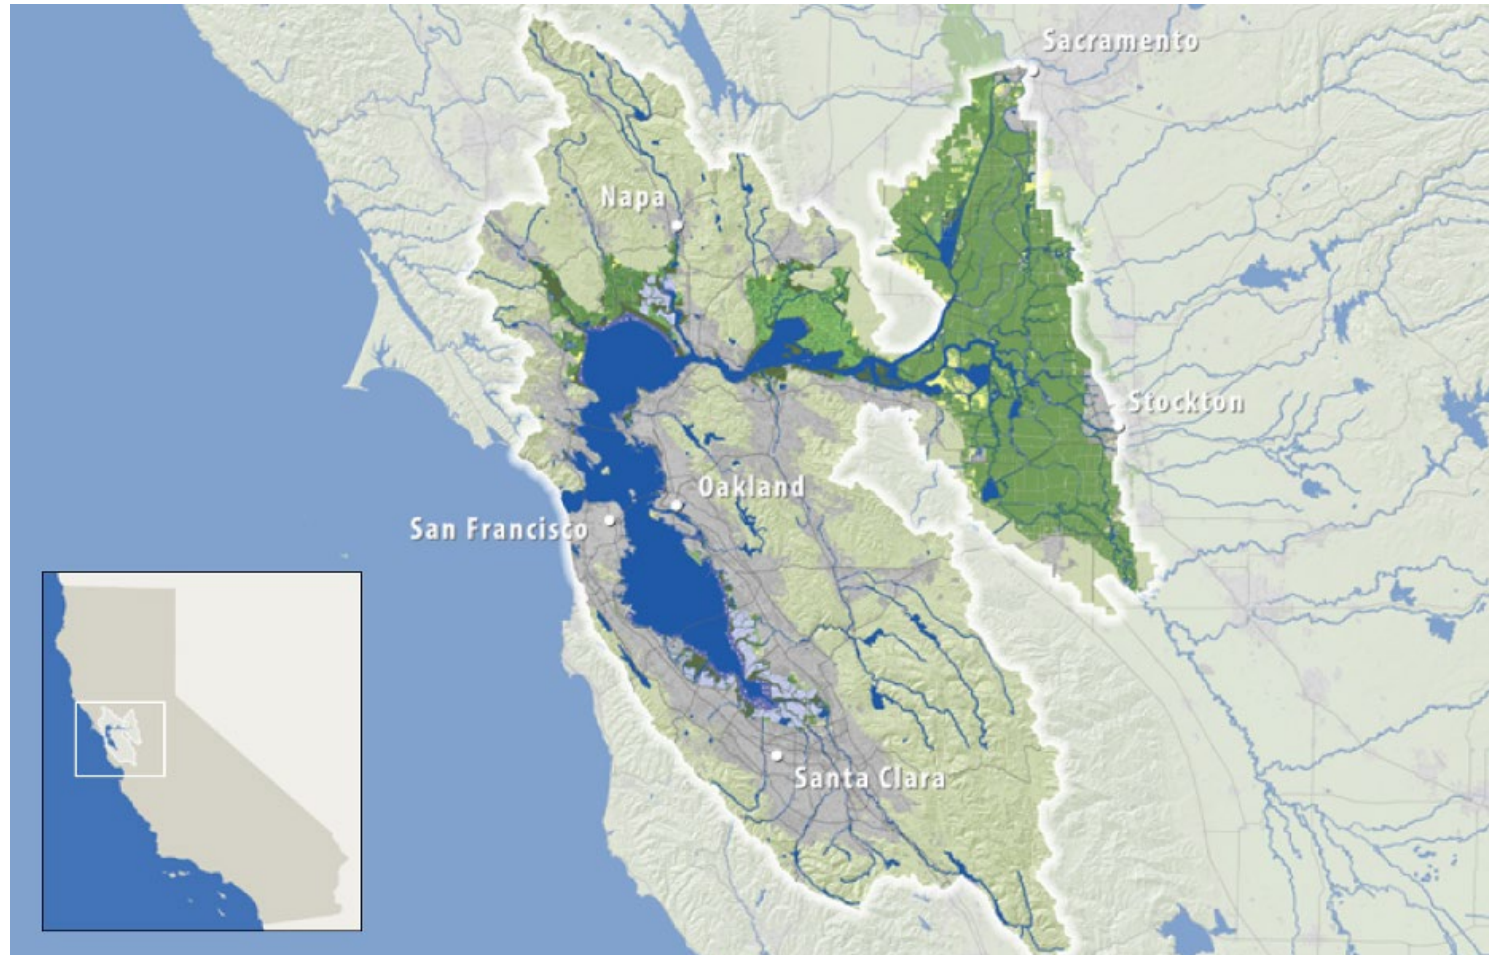 Sacramento
Napa
Stockton
Oakland
San Francisco
Santa Clara